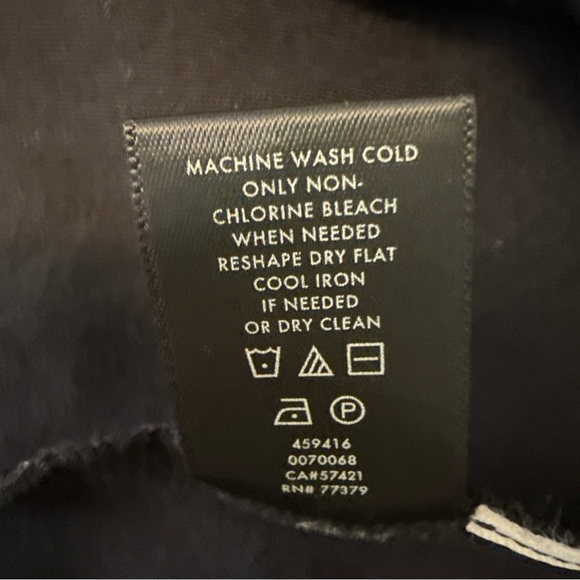 MACHINE WASH COLD
ONLY NON-
CHLORINE BLEACH
WHEN NEEDED
RESHAPE DRY FLAT
COOL IRON
IF NEEDED
OR DRY CLEAN
P
459416
0070068
CA#57421
RN# 77379